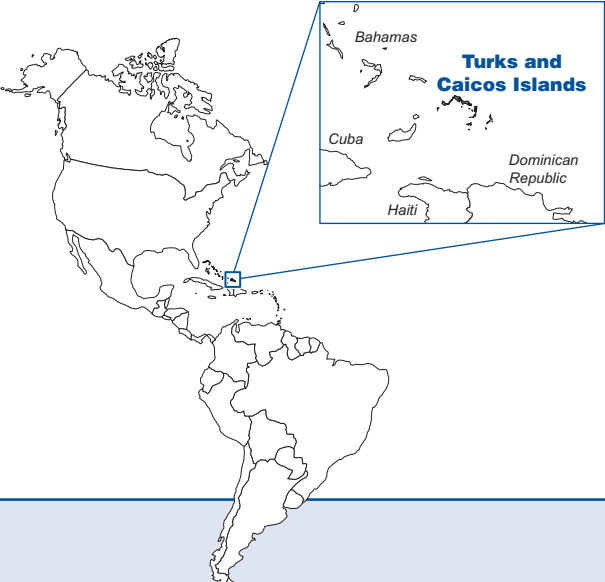 Bahamas
Turks and
Caicos Islands
Cuba
Dominican
Republic
Haiti